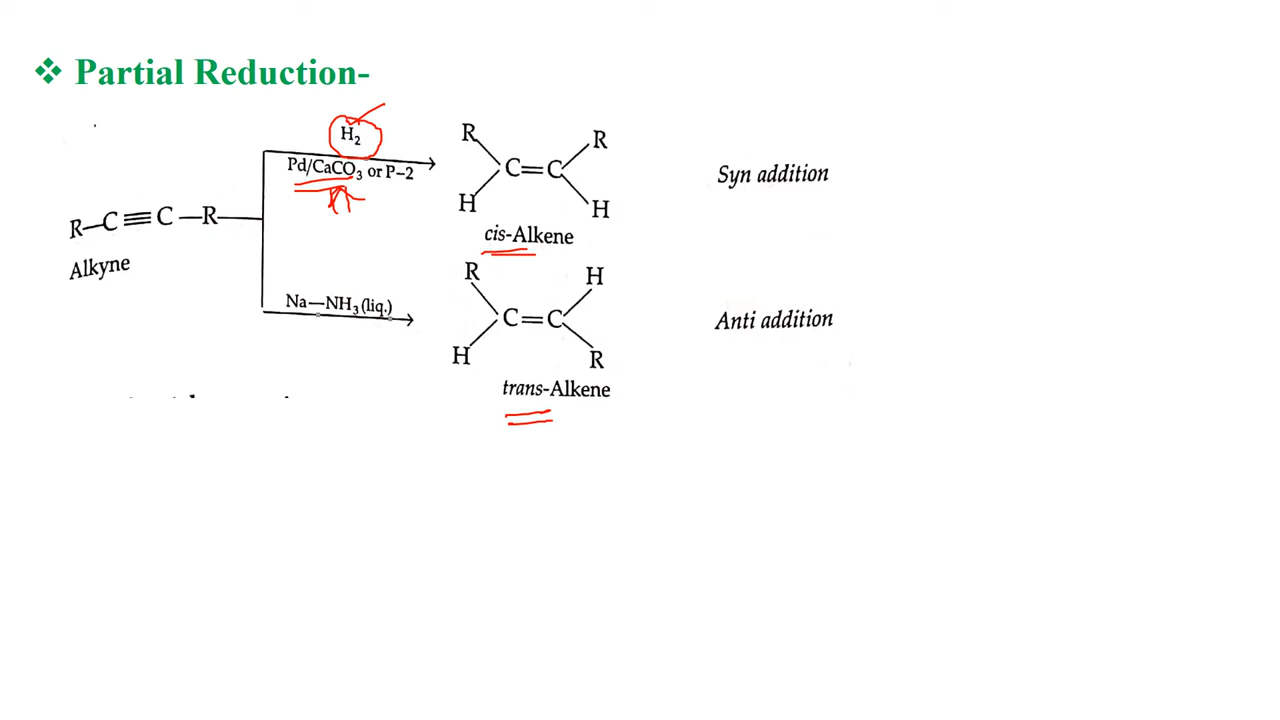 ❖ Partial Reduction-
H₂
Pd/CaCO₃ or P–2
R R
C=C
H H
cis-Alkene
Syn addition
R–C≡C–R
Alkyne
Na—NH₃(liq.)
R H
C=C
H R
trans-Alkene
Anti addition